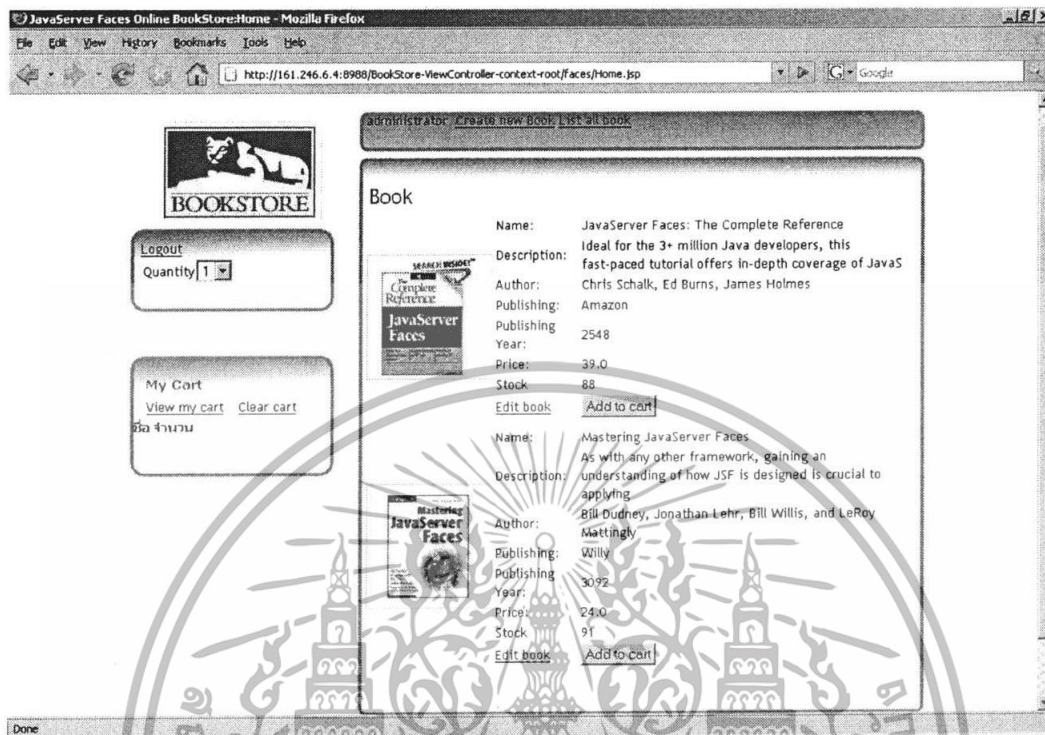 JavaServer Faces Online BookStore:Home - Mozilla Firefox
File Edit View History Bookmarks Tools Help
http://161.246.6.4:8988/BookStore-ViewController-context-root/faces/Home.jsp
Google
administrator Create new Book List all book
BOOKSTORE
Logout
Quantity 1
My Cart
View my cart Clear cart
ชื่อ จำนวน
Book
SEARCH INSIDE!™
The Complete Reference
JavaServer Faces
Name: JavaServer Faces: The Complete Reference
Description: Ideal for the 3+ million Java developers, this
fast-paced tutorial offers in-depth coverage of JavaS
Author: Chris Schalk, Ed Burns, James Holmes
Publishing: Amazon
Publishing
Year: 2548
Price: 39.0
Stock 88
Edit book Add to cart
Mastering
JavaServer
Faces
Name: Mastering JavaServer Faces
Description: As with any other framework, gaining an
understanding of how JSF is designed is crucial to
applying
Author: Bill Dudney, Jonathan Lehr, Bill Willis, and LeRoy
Mattingly
Publishing: Willy
Publishing
Year: 3092
Price: 24.0
Stock 91
Edit book Add to cart
Done